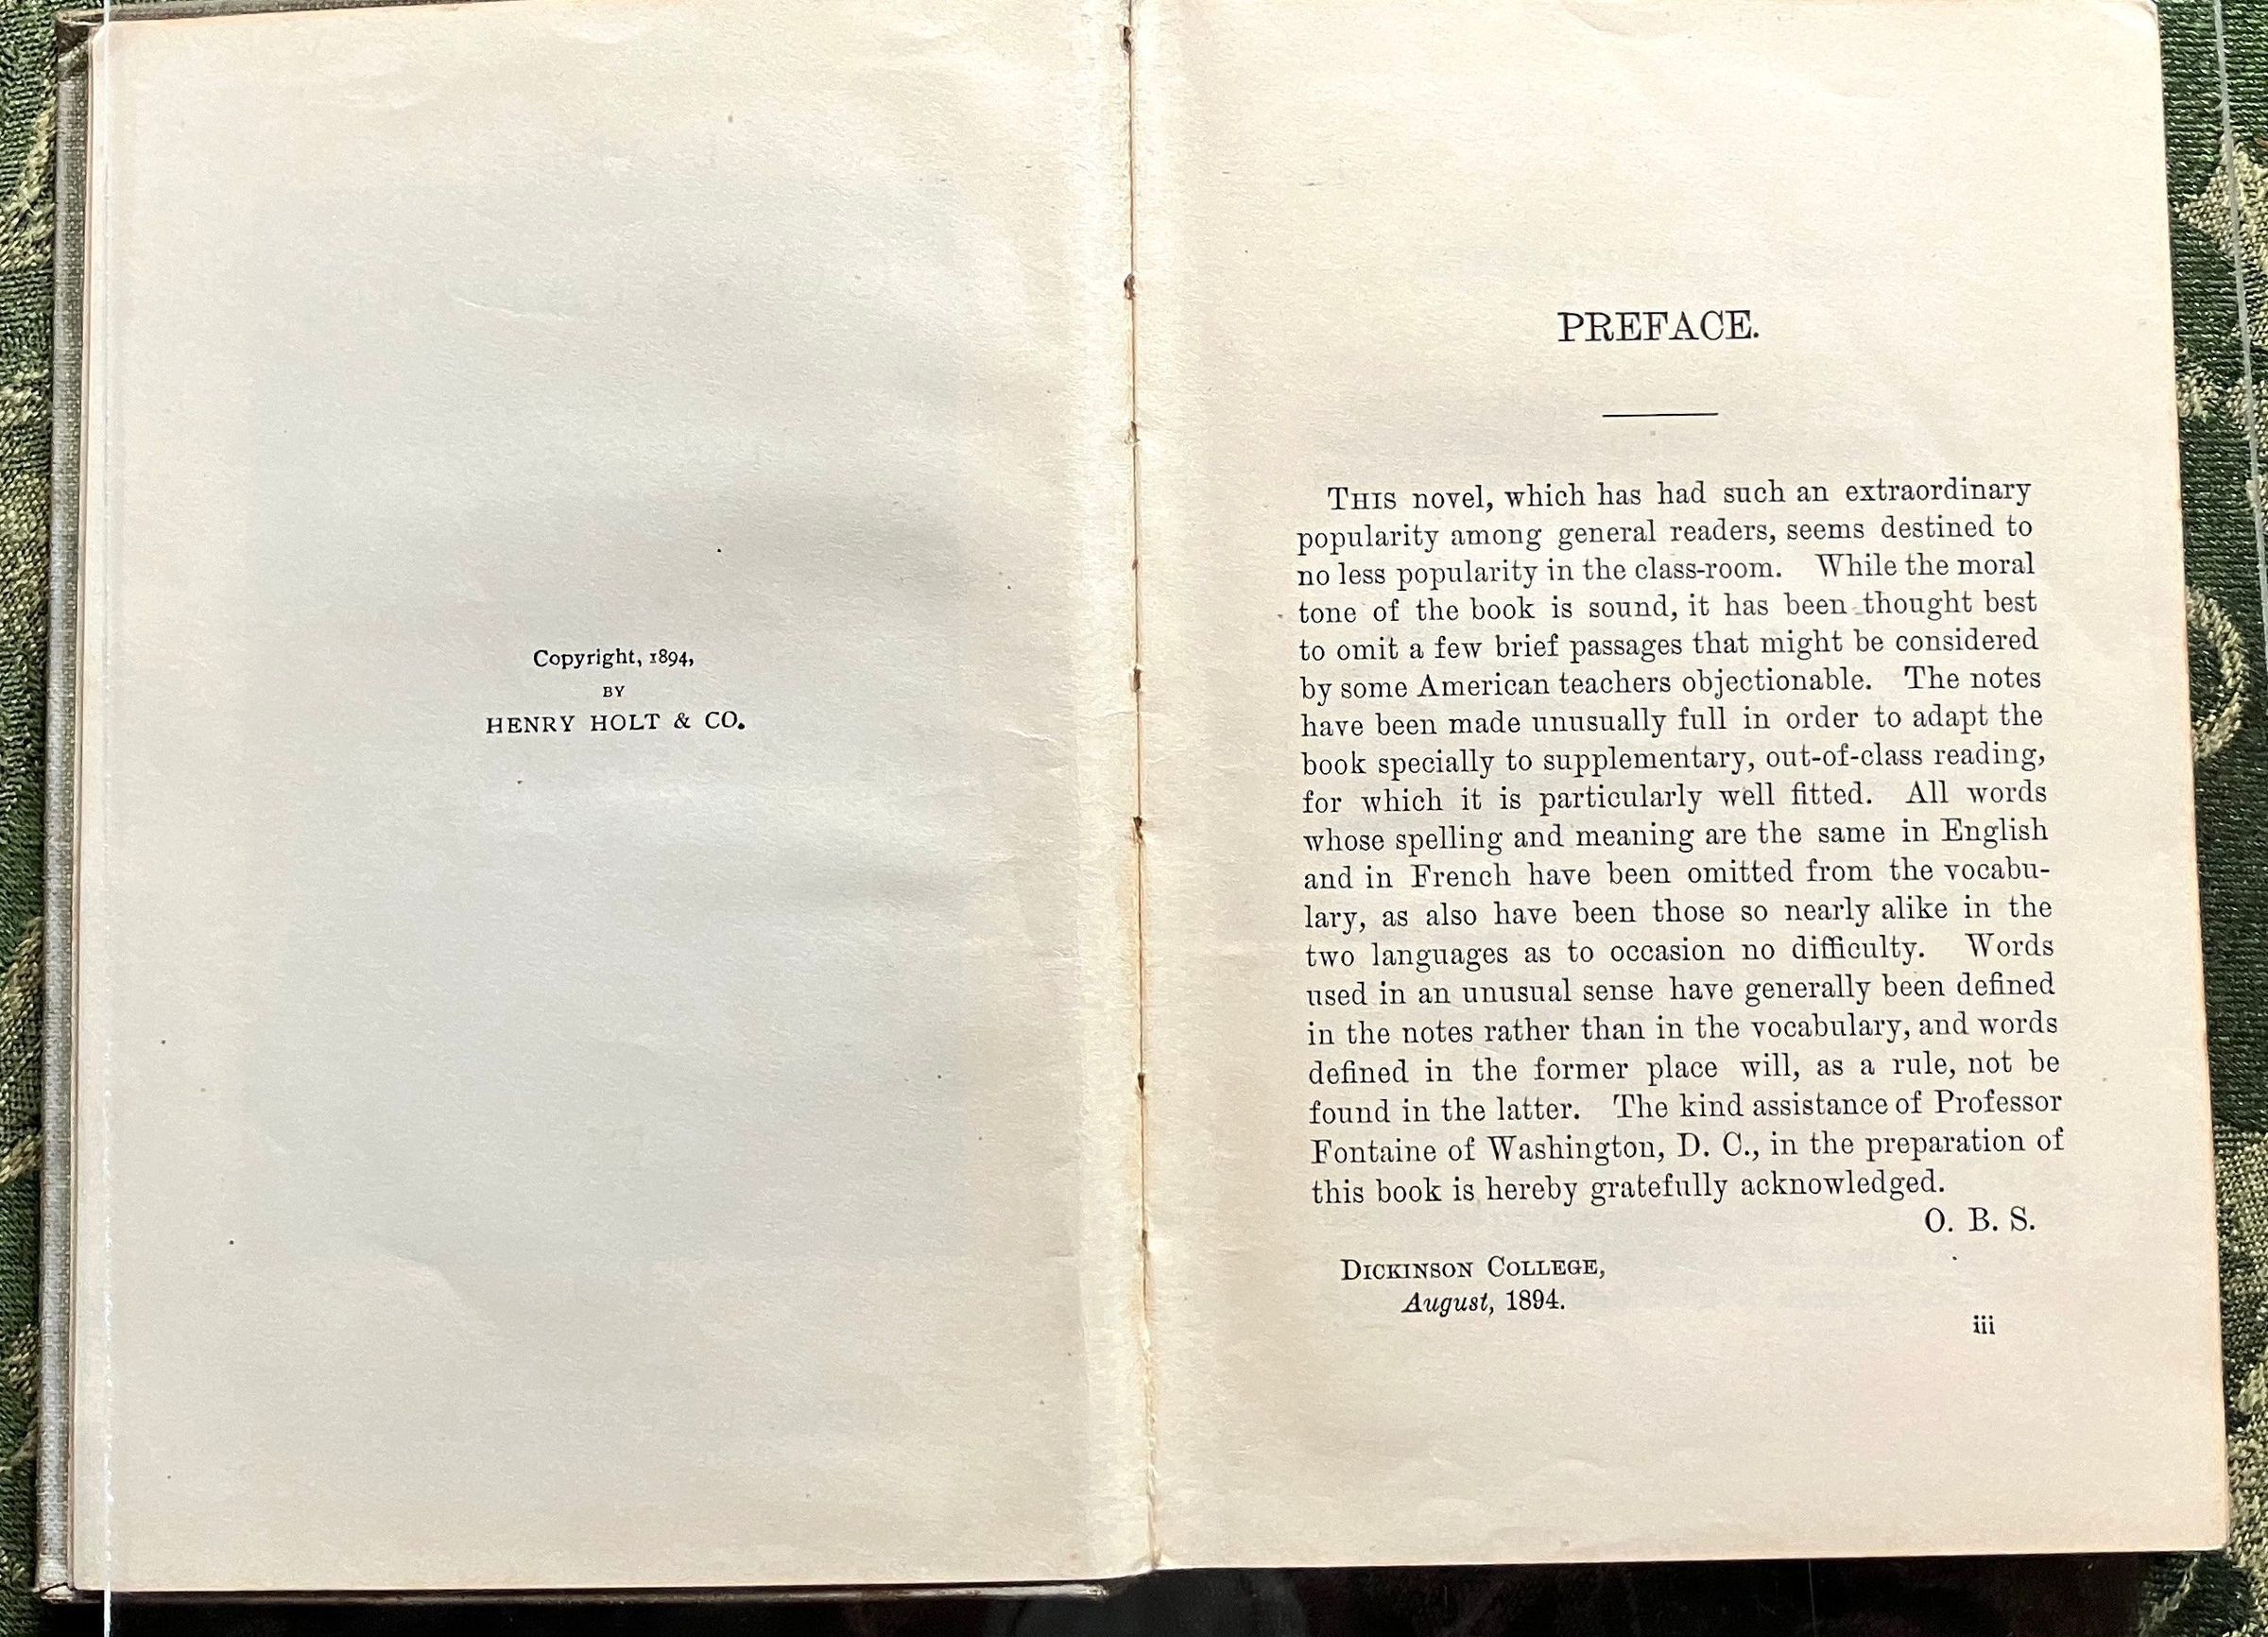 Copyright, 1894,
BY
HENRY HOLT & CO.
PREFACE.
THIS novel, which has had such an extraordinary
popularity among general readers, seems destined to
no less popularity in the class-room. While the moral
tone of the book is sound, it has been thought best
to omit a few brief passages that might be considered
by some American teachers objectionable. The notes
have been made unusually full in order to adapt the
book specially to supplementary, out-of-class reading,
for which it is particularly well fitted. All words
whose spelling and meaning are the same in English
and in French have been omitted from the vocabu-
lary, as also have been those so nearly alike in the
two languages as to occasion no difficulty. Words
used in an unusual sense have generally been defined
in the notes rather than in the vocabulary, and words
defined in the former place will, as a rule, not be
found in the latter. The kind assistance of Professor
Fontaine of Washington, D. C., in the preparation of
this book is hereby gratefully acknowledged.
O. B. S.
DICKINSON COLLEGE,
August, 1894.
iii